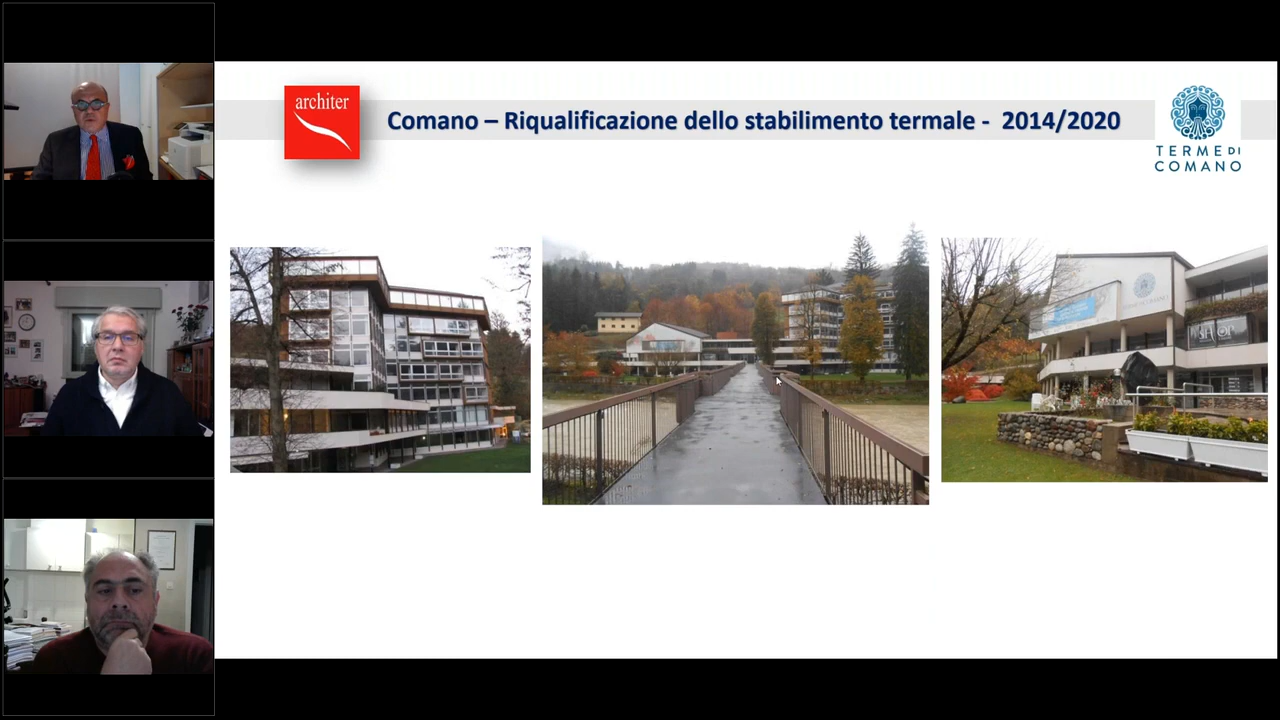 architer
Comano – Riqualificazione dello stabilimento termale - 2014/2020
TERME DI
COMANO